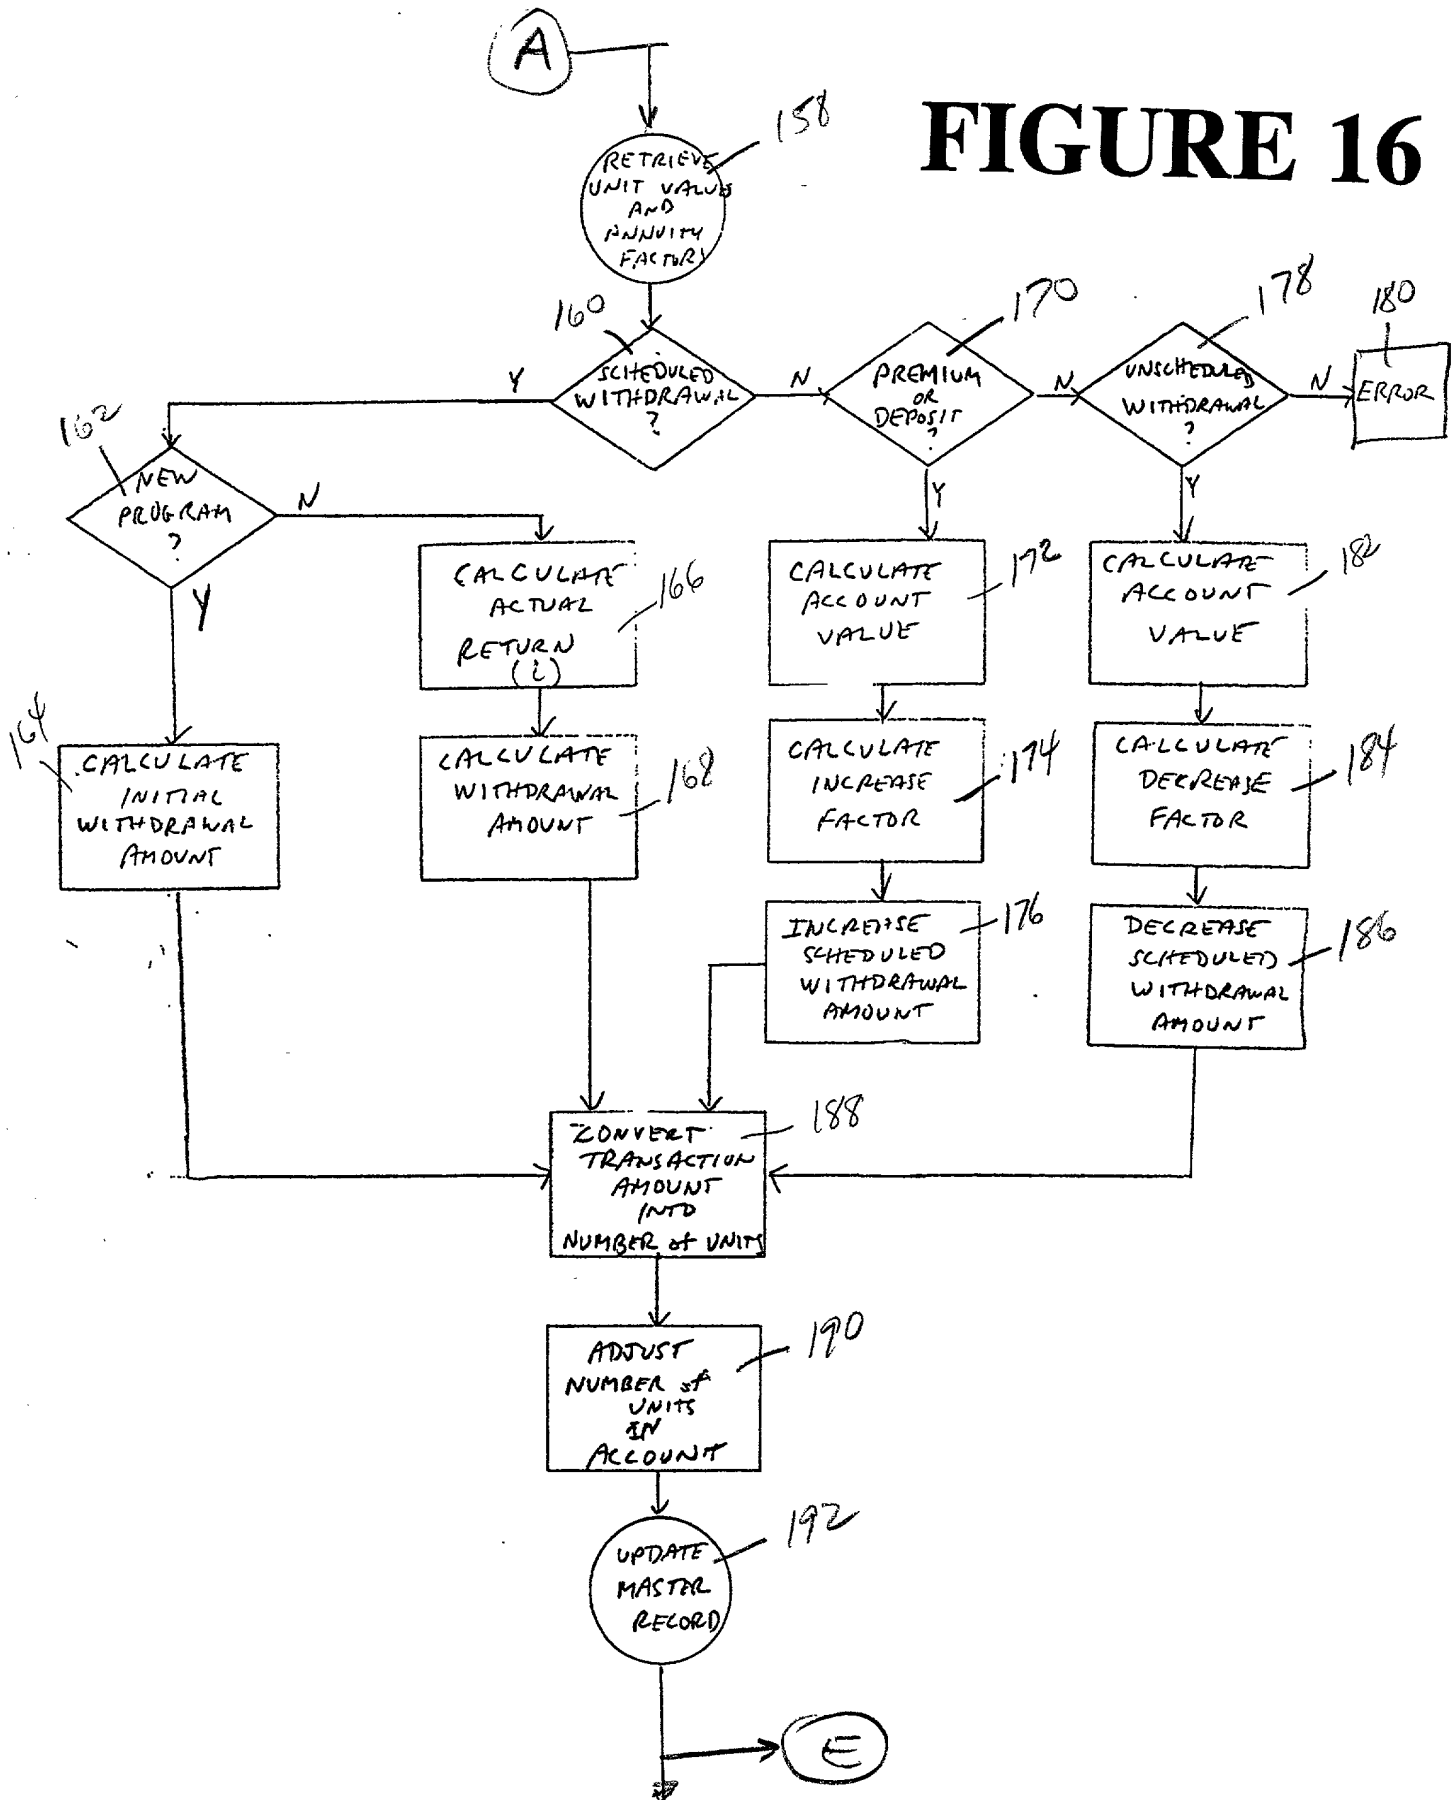 A
FIGURE 16
158
RETRIEVE
UNIT VALUE
AND
ANNUITY
FACTORS
160
SCHEDULED
WITHDRAWAL
?
Y
N
170
PREMIUM
OR
DEPOSIT
?
N
Y
178
UNSCHEDULED
WITHDRAWAL
?
N
Y
180
ERROR
162
NEW
PROGRAM
?
N
Y
164
CALCULATE
INITIAL
WITHDRAWAL
AMOUNT
CALCULATE
ACTUAL
RETURN
(i)
166
CALCULATE
WITHDRAWAL
AMOUNT
168
CALCULATE
ACCOUNT
VALUE
172
CALCULATE
INCREASE
FACTOR
174
INCREASE
SCHEDULED
WITHDRAWAL
AMOUNT
176
CALCULATE
ACCOUNT
VALUE
182
CALCULATE
DECREASE
FACTOR
184
DECREASE
SCHEDULED
WITHDRAWAL
AMOUNT
186
CONVERT
TRANSACTION
AMOUNT
INTO
NUMBER of UNITS
188
ADJUST
NUMBER of
UNITS
IN
ACCOUNT
190
UPDATE
MASTER
RECORD
192
E